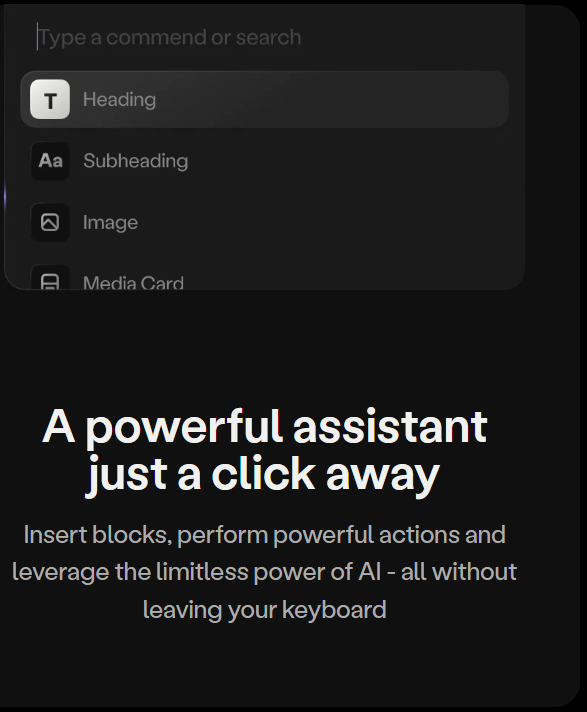 Type a commend or search
T Heading
Aa Subheading
Image
Media Card
A powerful assistant
just a click away
Insert blocks, perform powerful actions and
leverage the limitless power of AI - all without
leaving your keyboard